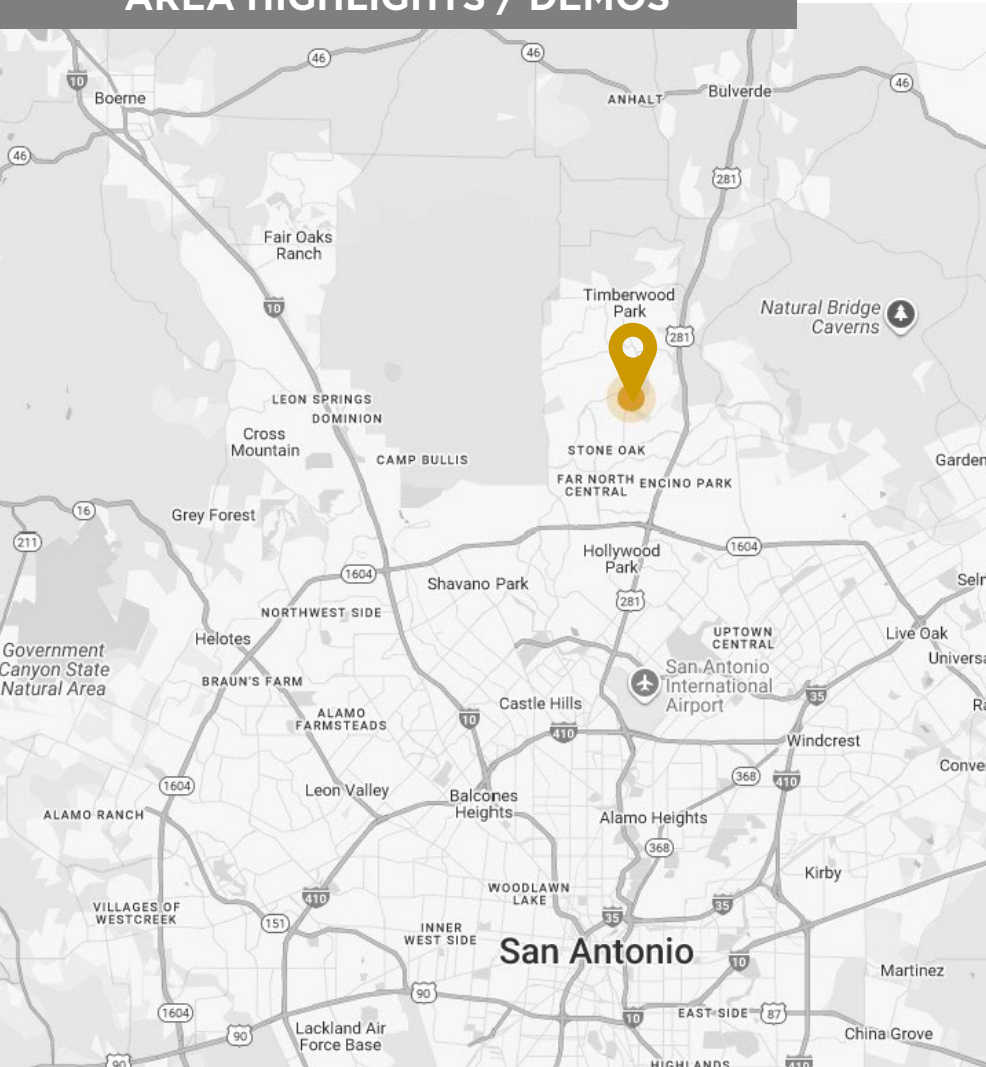 AREA HIGHLIGHTS / DEMOS
46
46
10
Boerne
ANHALT
Bulverde
46
46
281
Fair Oaks
Ranch
Timberwood
Park
Natural Bridge
Caverns
10
281
LEON SPRINGS
DOMINION
Cross
Mountain
CAMP BULLIS
STONE OAK
Garden
FAR NORTH
CENTRAL
ENCINO PARK
16
Grey Forest
211
1604
Hollywood
Park
1604
Shavano Park
Seln
281
NORTHWEST SIDE
Helotes
UPTOWN
CENTRAL
Live Oak
Government
Canyon State
Natural Area
Universa
San Antonio
International
Airport
BRAUN'S FARM
35
Castle Hills
Ra
ALAMO
FARMSTEADS
10
410
Windcrest
Conve
368
410
1604
Leon Valley
Balcones
Heights
ALAMO RANCH
Alamo Heights
368
Kirby
WOODLAWN
LAKE
410
35
VILLAGES OF
WESTCREEK
35
151
INNER
WEST SIDE
San Antonio
10
Martinez
90
1604
EAST SIDE
87
10
90
Lackland Air
Force Base
China Grove
90
HIGHLANDS
410